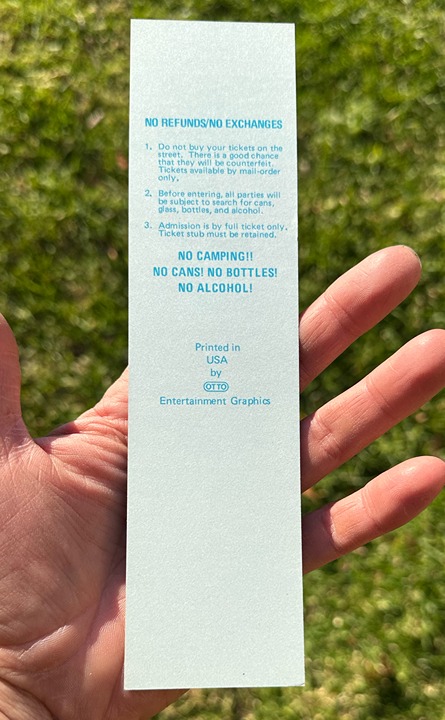 NO REFUNDS/NO EXCHANGES
1. Do not buy your tickets on the
street. There is a good chance
that they will be counterfeit.
Tickets available by mail-order
only.
2. Before entering, all parties will
be subject to search for cans,
glass, bottles, and alcohol.
3. Admission is by full ticket only.
Ticket stub must be retained.
NO CAMPING!!
NO CANS! NO BOTTLES!
NO ALCOHOL!
Printed in
USA
by
OTTO
Entertainment Graphics